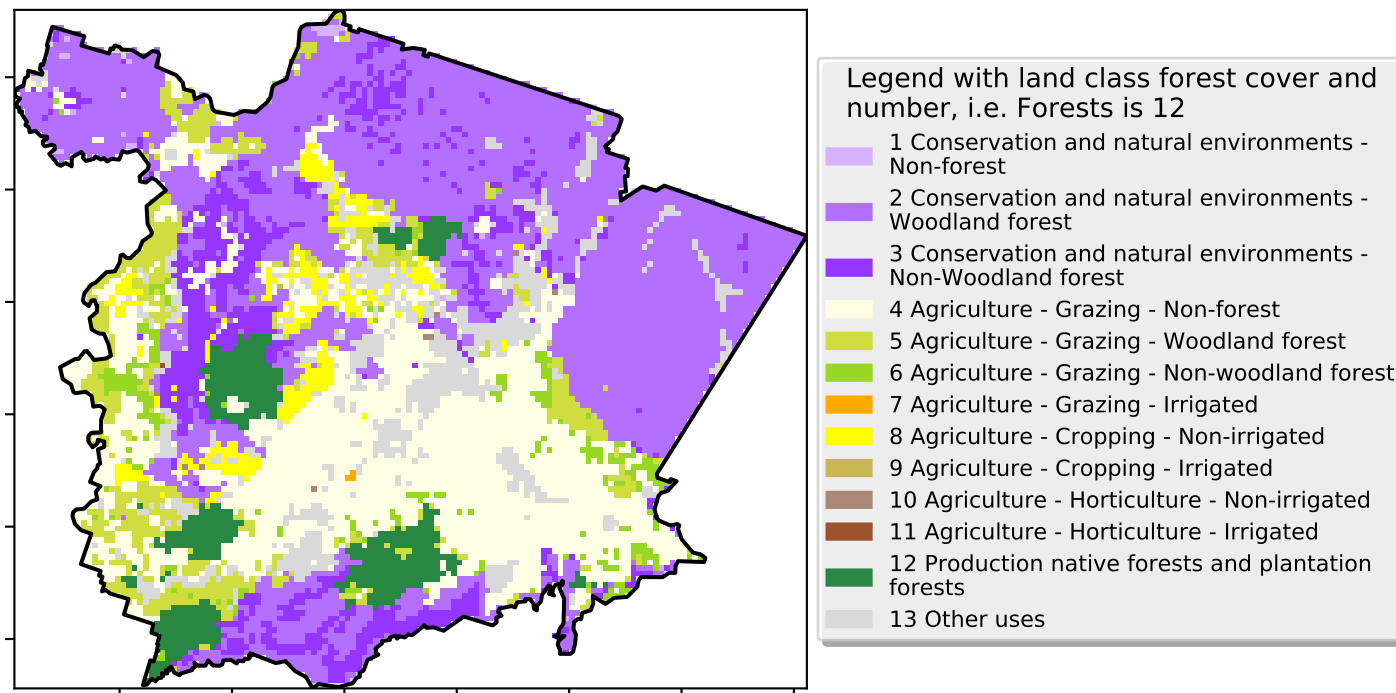 Legend with land class forest cover and
number, i.e. Forests is 12
1 Conservation and natural environments -
Non-forest
2 Conservation and natural environments -
Woodland forest
3 Conservation and natural environments -
Non-Woodland forest
4 Agriculture - Grazing - Non-forest
5 Agriculture - Grazing - Woodland forest
6 Agriculture - Grazing - Non-woodland forest
7 Agriculture - Grazing - Irrigated
8 Agriculture - Cropping - Non-irrigated
9 Agriculture - Cropping - Irrigated
10 Agriculture - Horticulture - Non-irrigated
11 Agriculture - Horticulture - Irrigated
12 Production native forests and plantation
forests
13 Other uses